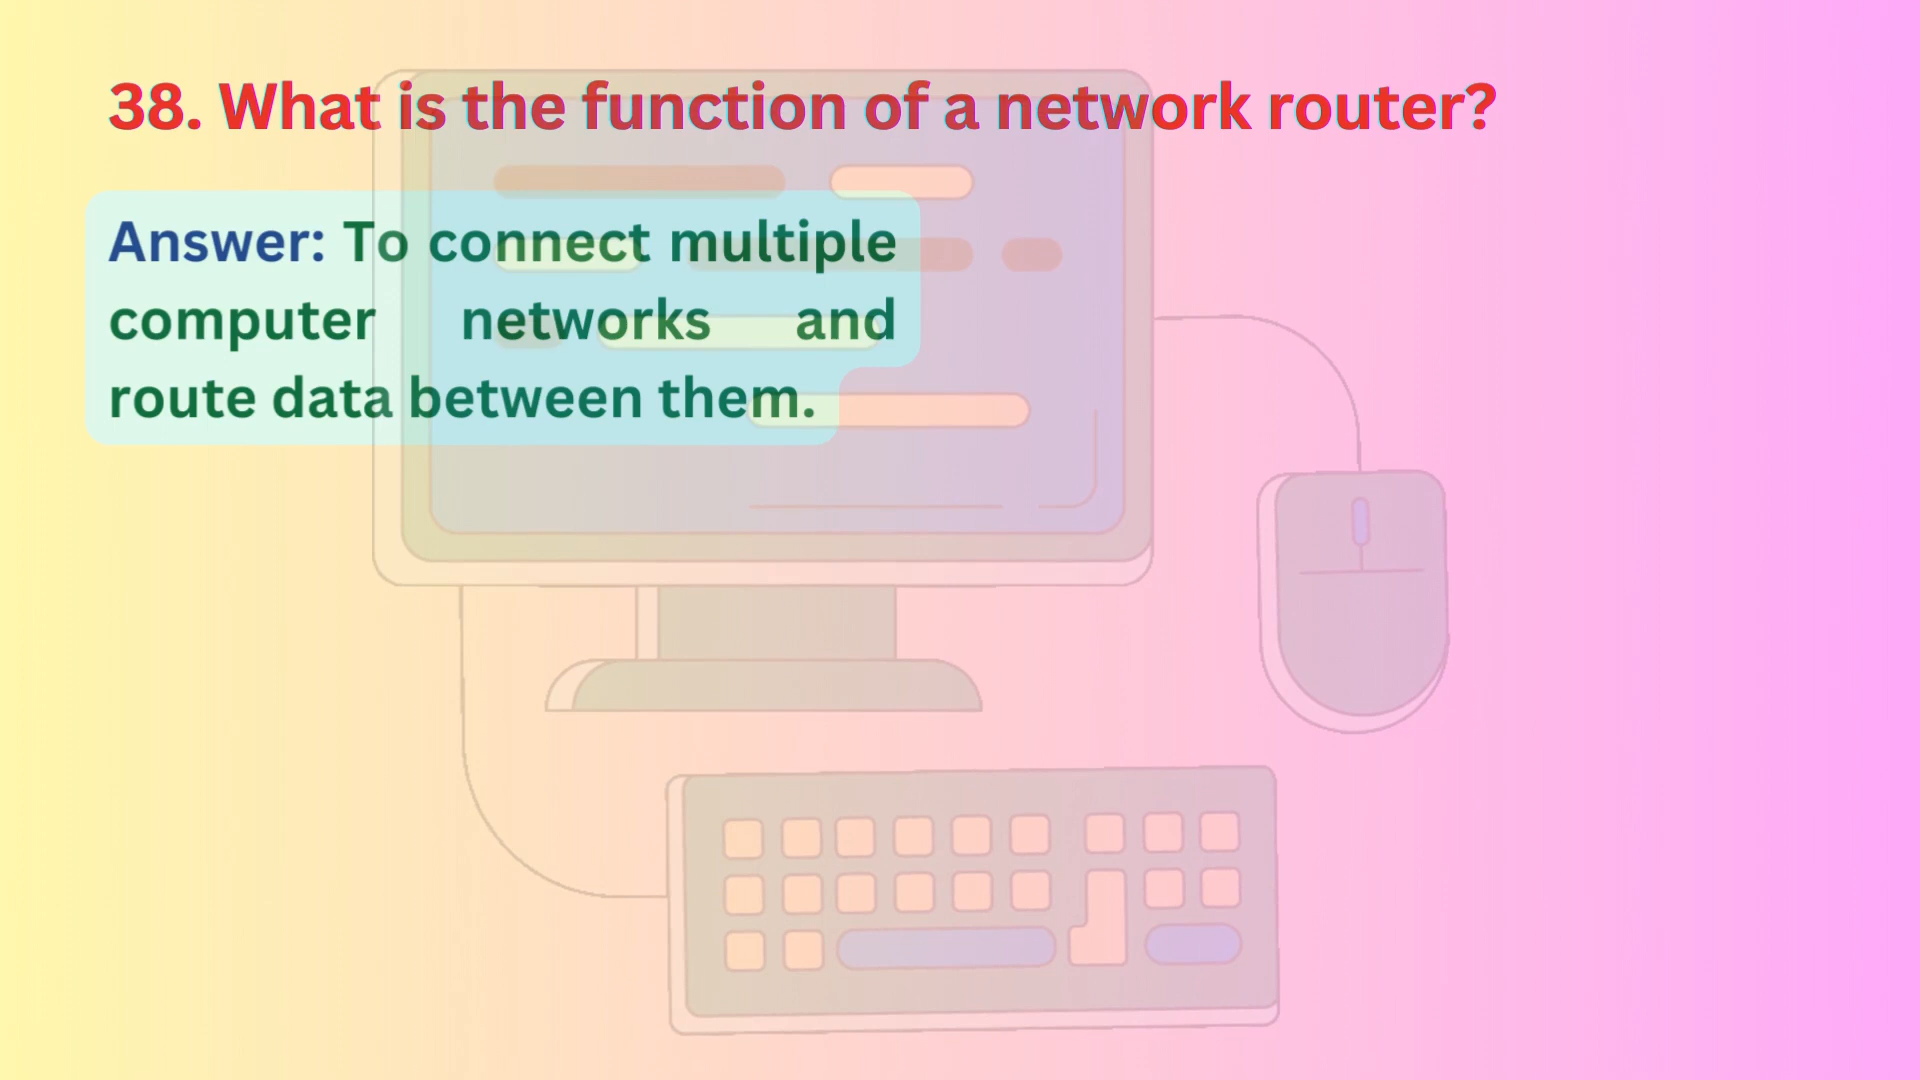 38. What is the function of a network router?
Answer: To connect multiple
computer networks and
route data between them.